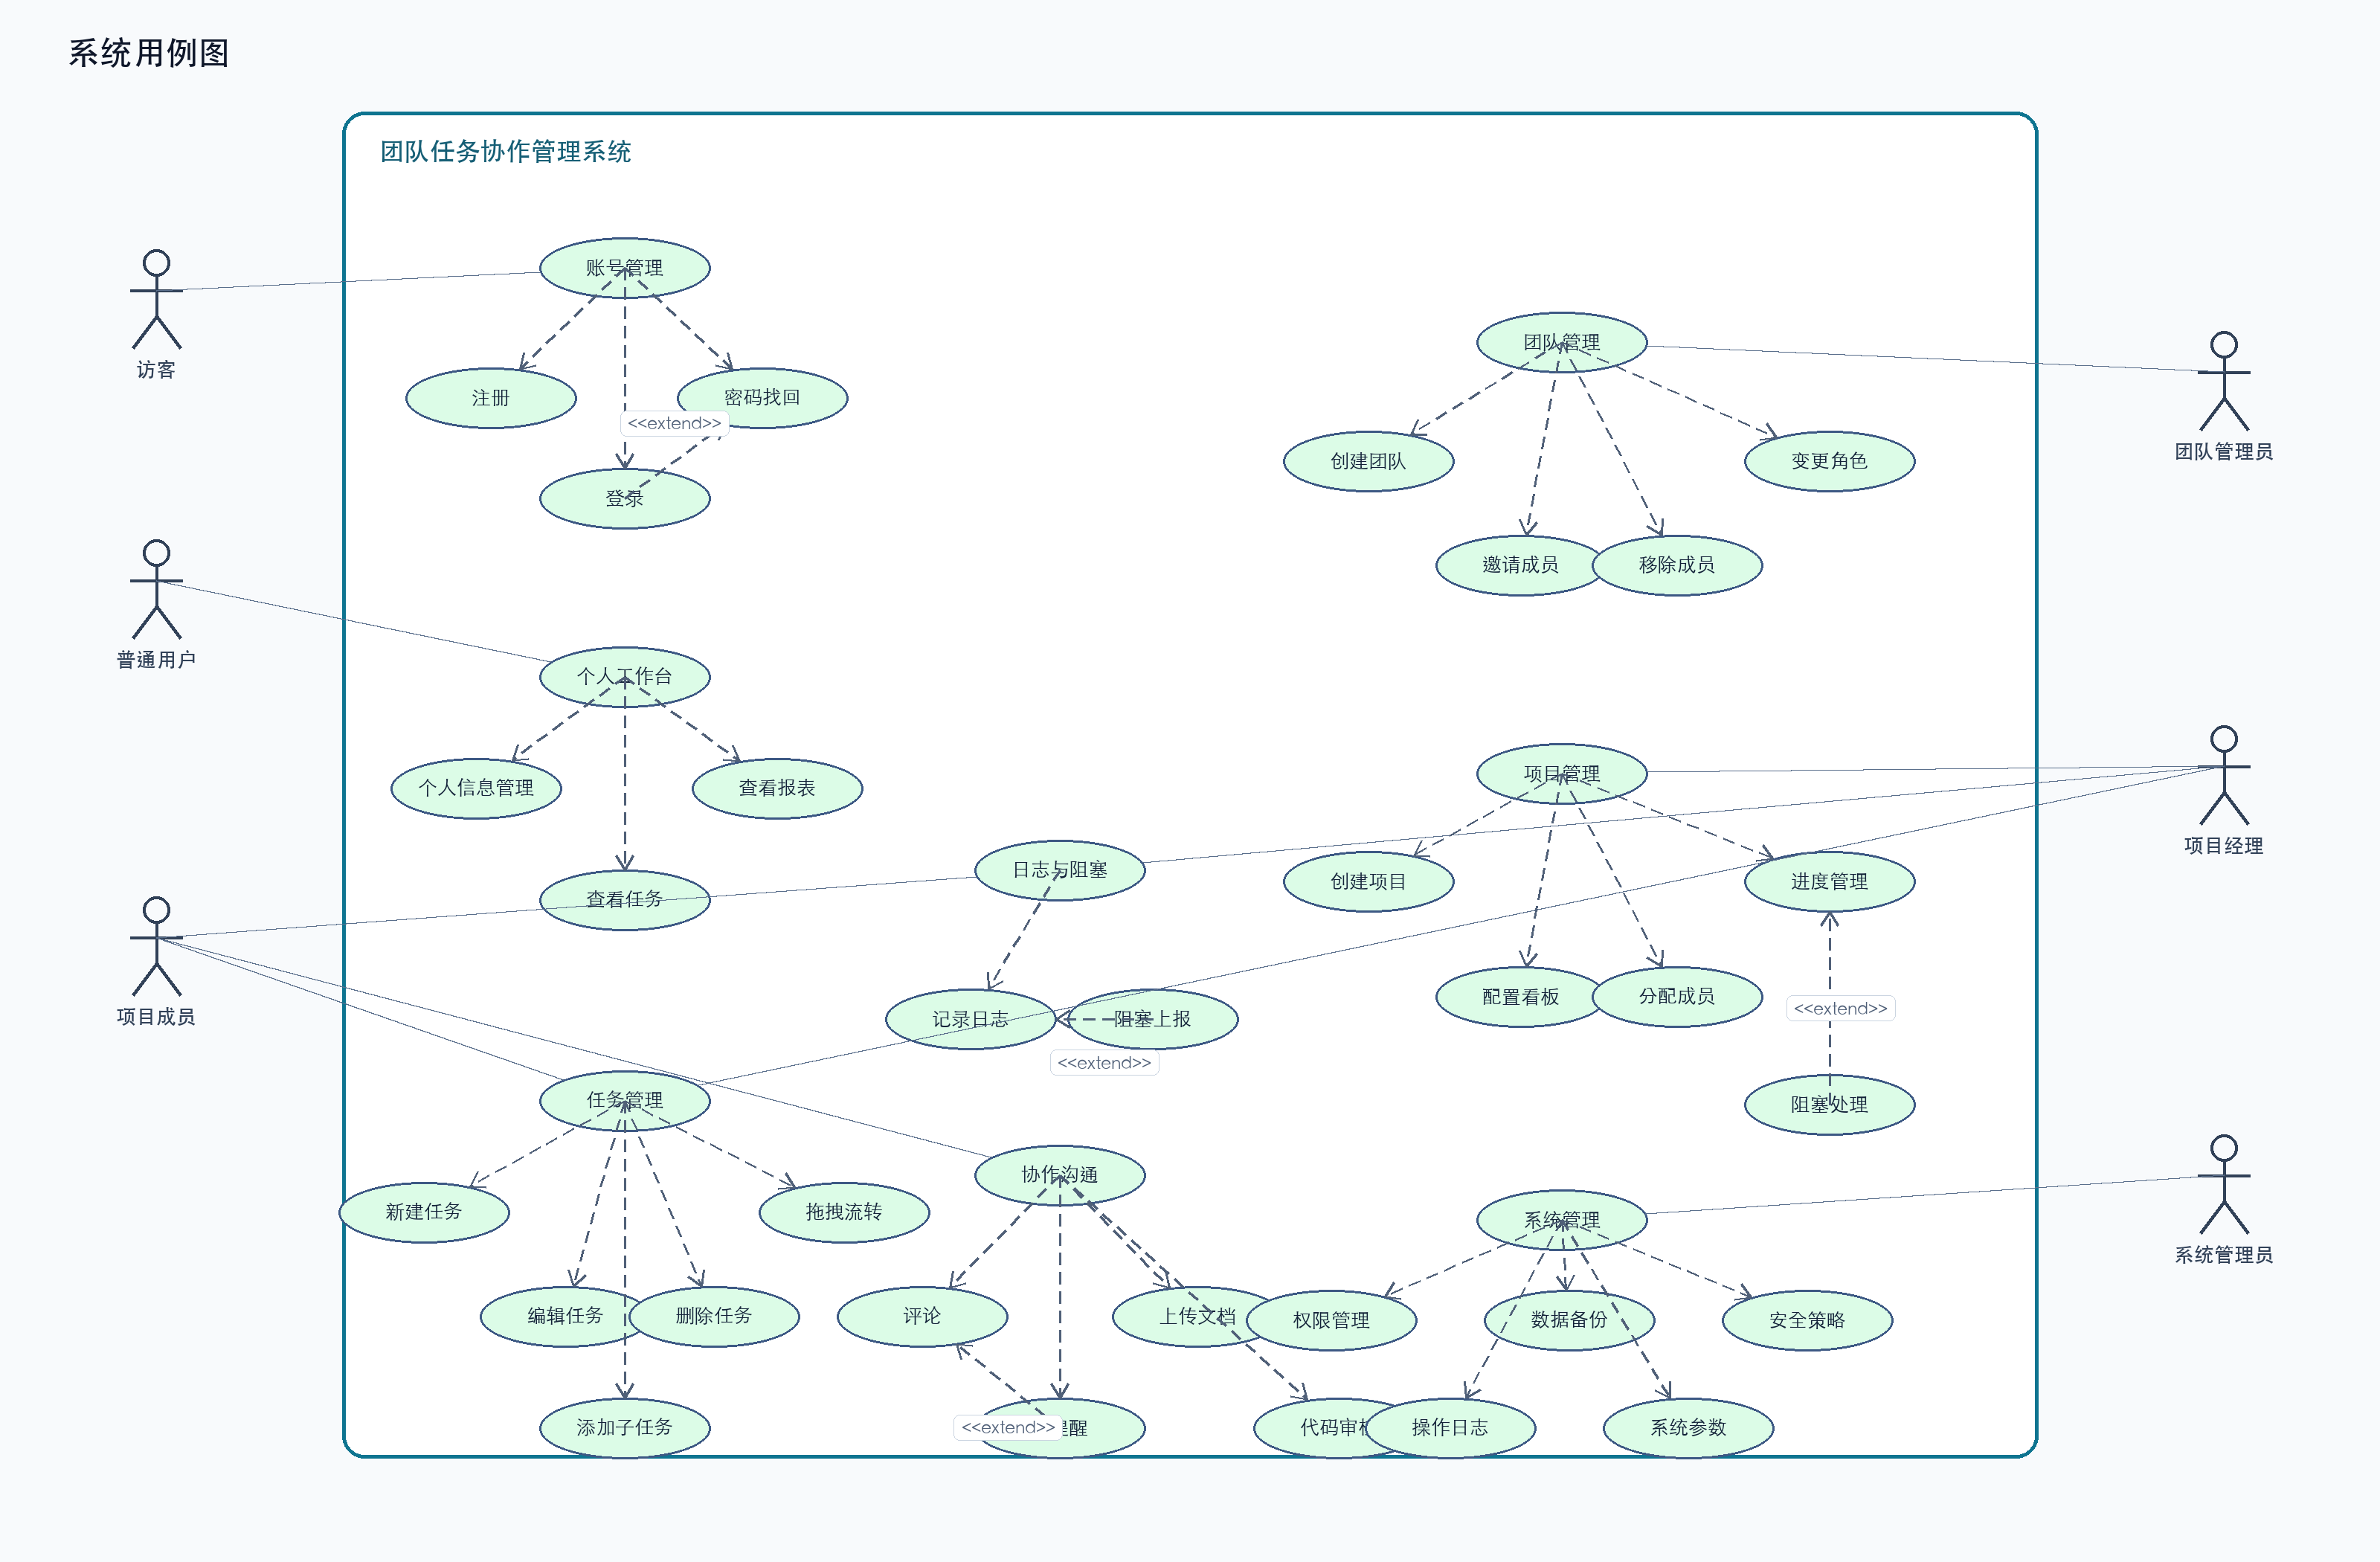 系统用例图
团队任务协作管理系统
账号管理
访客
注册
密码找回
<<extend>>
登录
团队管理
团队管理员
创建团队
变更角色
邀请成员
移除成员
普通用户
个人工作台
个人信息管理
查看报表
查看任务
项目管理
项目经理
日志与阻塞
创建项目
进度管理
项目成员
记录日志
阻塞上报
<<extend>>
配置看板
分配成员
<<extend>>
任务管理
阻塞处理
协作沟通
新建任务
拖拽流转
系统管理
系统管理员
编辑任务
删除任务
评论
上传文档
权限管理
数据备份
安全策略
添加子任务
<<extend>>
醒
代码审
操作日志
系统参数